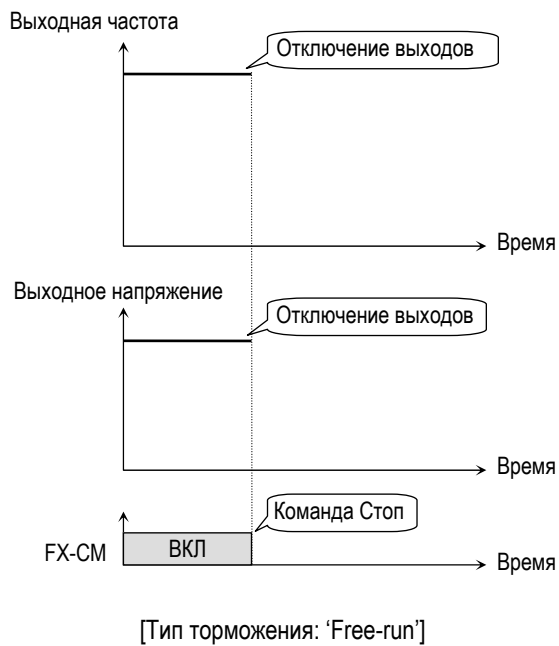 Выходная частота
Отключение выходов
Время
Выходное напряжение
Отключение выходов
Время
Команда Стоп
FX-CM
ВКЛ
Время
[Тип торможения: ‘Free-run’]